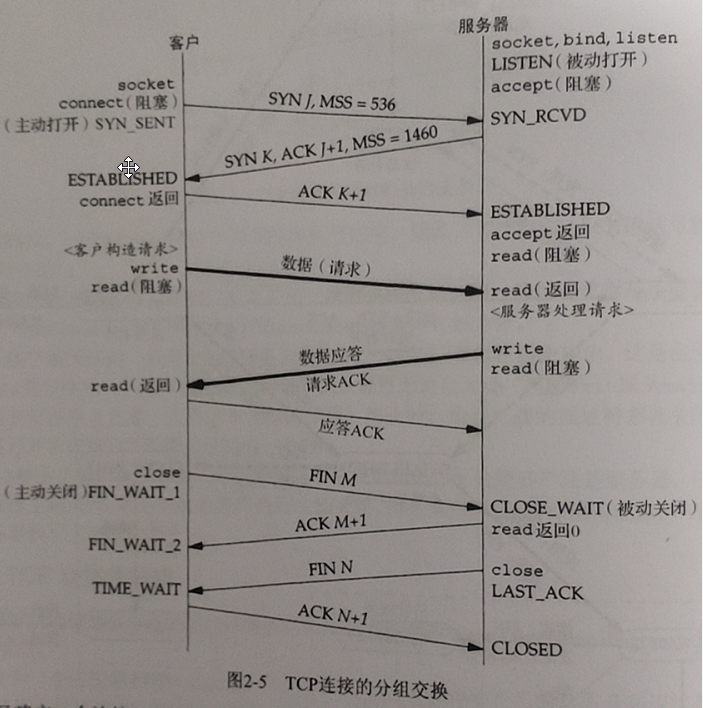 客户
服务器
socket, bind, listen
LISTEN(被动打开)
accept(阻塞)
socket
connect(阻塞)
(主动打开) SYN_SENT
SYN J, MSS = 536
SYN_RCVD
SYN K, ACK J+1, MSS = 1460
ESTABLISHED
connect 返回
ACK K+1
ESTABLISHED
accept 返回
read(阻塞)
<客户构造请求>
write
read(阻塞)
数据(请求)
read(返回)
<服务器处理请求>
write
read(阻塞)
数据应答
请求ACK
read(返回)
应答ACK
close
(主动关闭)FIN_WAIT_1
FIN M
CLOSE_WAIT(被动关闭)
read 返回0
ACK M+1
FIN_WAIT_2
FIN N
close
LAST_ACK
TIME_WAIT
ACK N+1
CLOSED
图2-5 TCP连接的分组交换